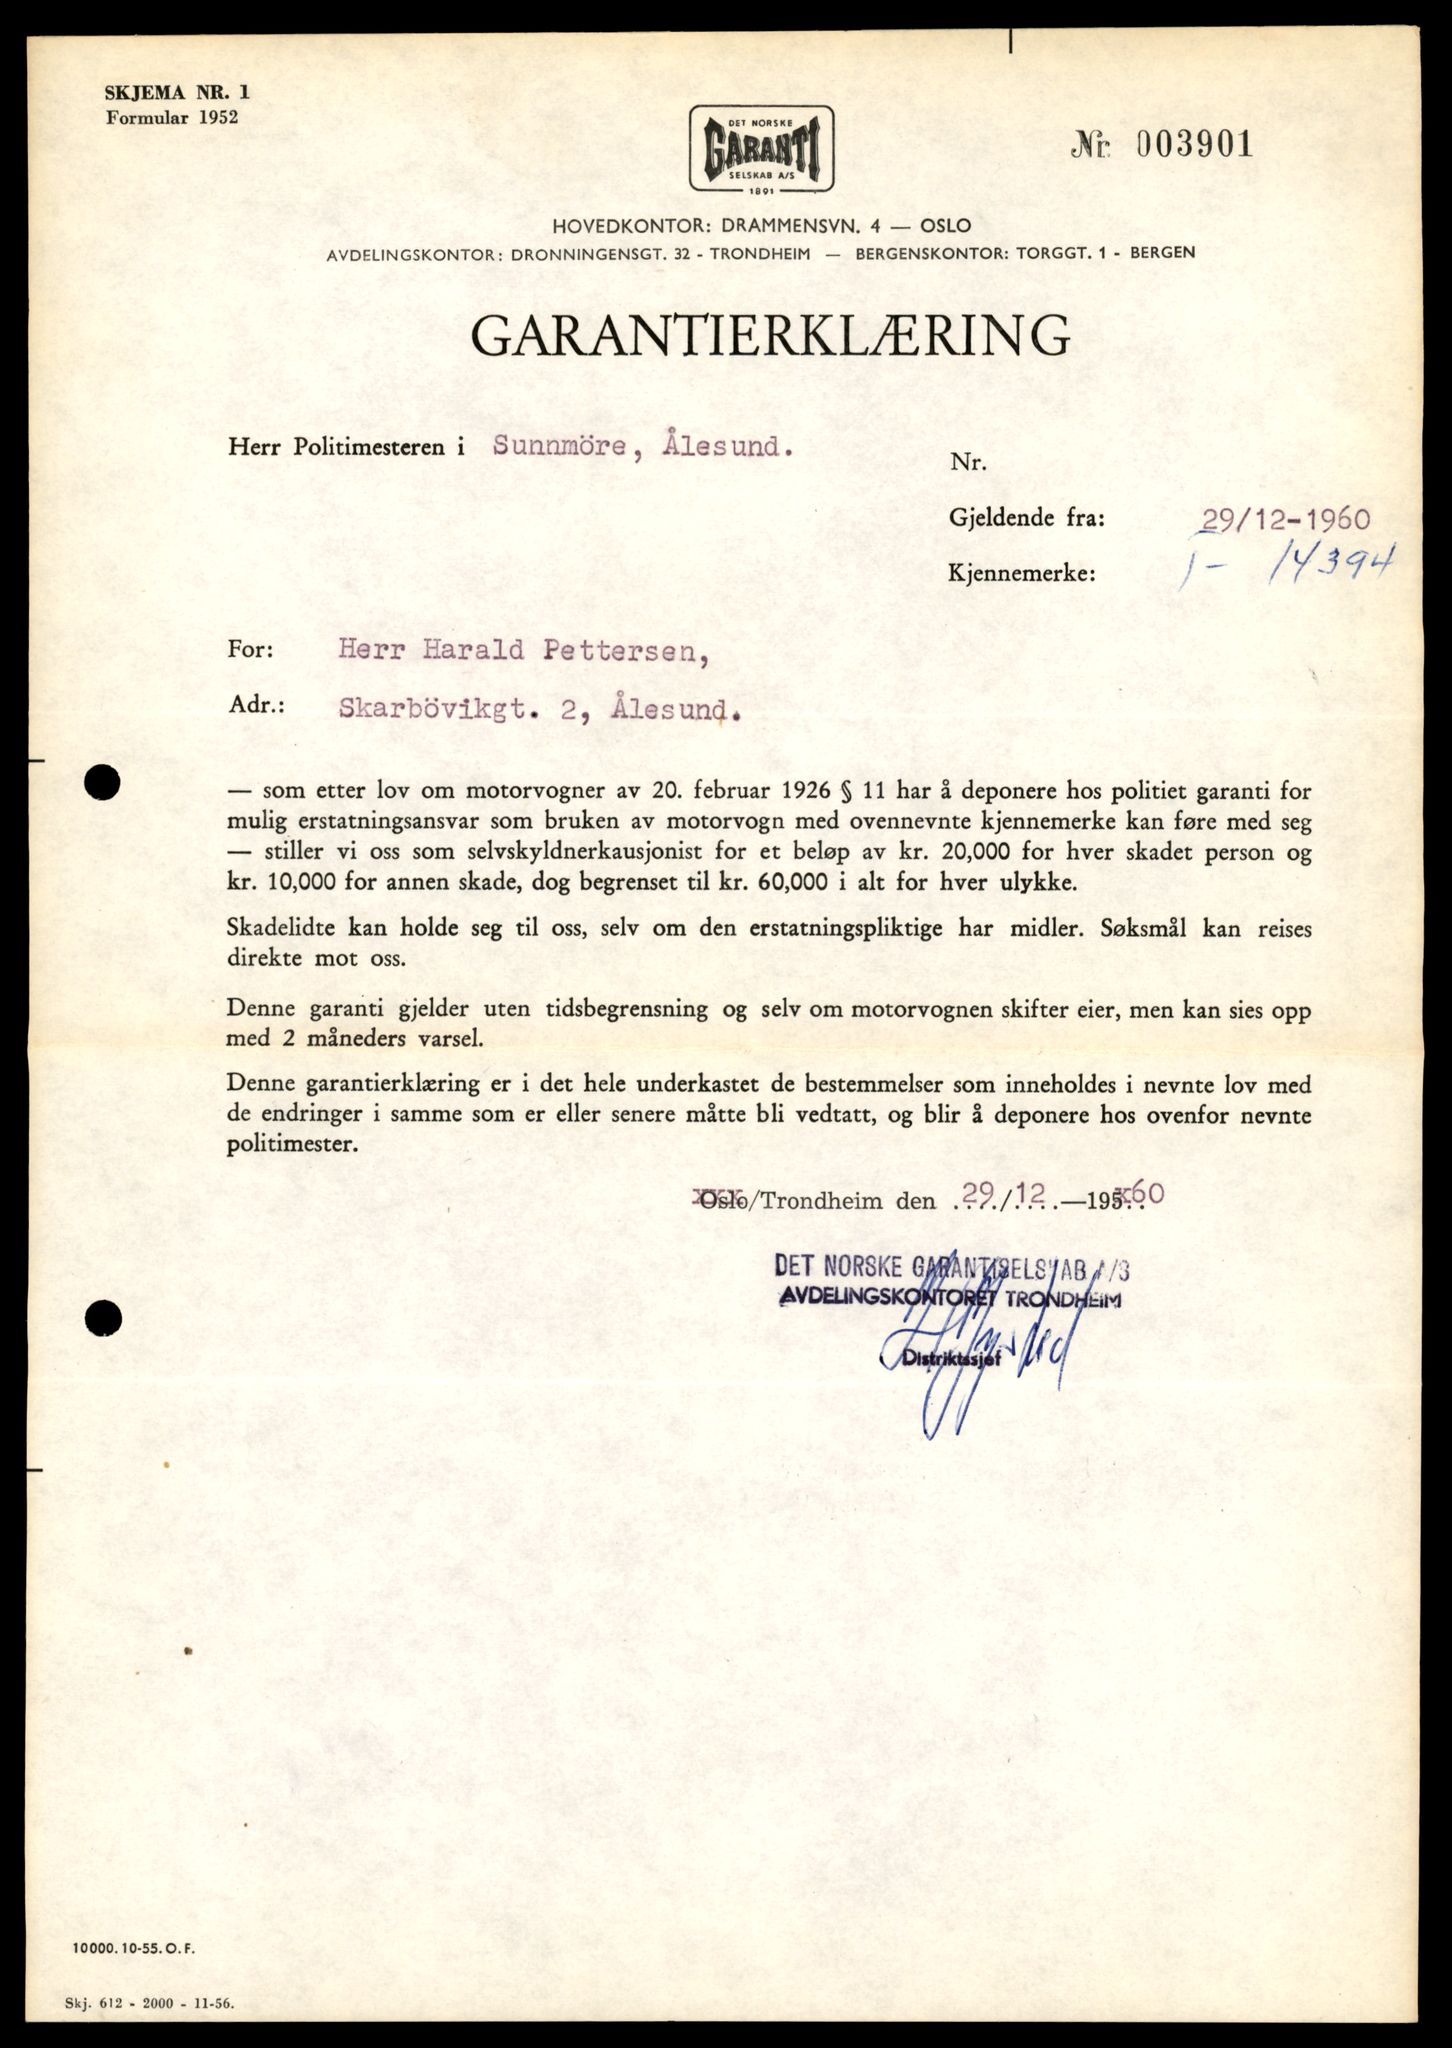 SKJEMA NR. 1
Formular 1952
DET NORSKE
GARANTI
SELSKAB A/S
1891
Nr. 003901
HOVEDKONTOR: DRAMMENSVN. 4 — OSLO
AVDELINGSKONTOR: DRONNINGENSGT. 32 - TRONDHEIM — BERGENSKONTOR: TORGGT. 1 - BERGEN
GARANTIERKLÆRING
Herr Politimesteren i Sunnmöre, Ålesund.
Nr.
Gjeldende fra: 29/12-1960
Kjennemerke: T- 14394
For: Herr Harald Pettersen,
Adr.: Skarbövikgt. 2, Ålesund.
— som etter lov om motorvogner av 20. februar 1926 § 11 har å deponere hos politiet garanti for
mulig erstatningsansvar som bruken av motorvogn med ovennevnte kjennemerke kan føre med seg
— stiller vi oss som selvskyldnerkausjonist for et beløp av kr. 20,000 for hver skadet person og
kr. 10,000 for annen skade, dog begrenset til kr. 60,000 i alt for hver ulykke.
Skadelidte kan holde seg til oss, selv om den erstatningspliktige har midler. Søksmål kan reises
direkte mot oss.
Denne garanti gjelder uten tidsbegrensning og selv om motorvognen skifter eier, men kan sies opp
med 2 måneders varsel.
Denne garantierklæring er i det hele underkastet de bestemmelser som inneholdes i nevnte lov med
de endringer i samme som er eller senere måtte bli vedtatt, og blir å deponere hos ovenfor nevnte
politimester.
Oslo/Trondheim den 29/12—195x60
DET NORSKE GARANTISELSKAB A/S
AVDELINGSKONTORET TRONDHEIM
Distriktssjef
10000. 10-55. O. F.
Skj. 612 - 2000 - 11-56.